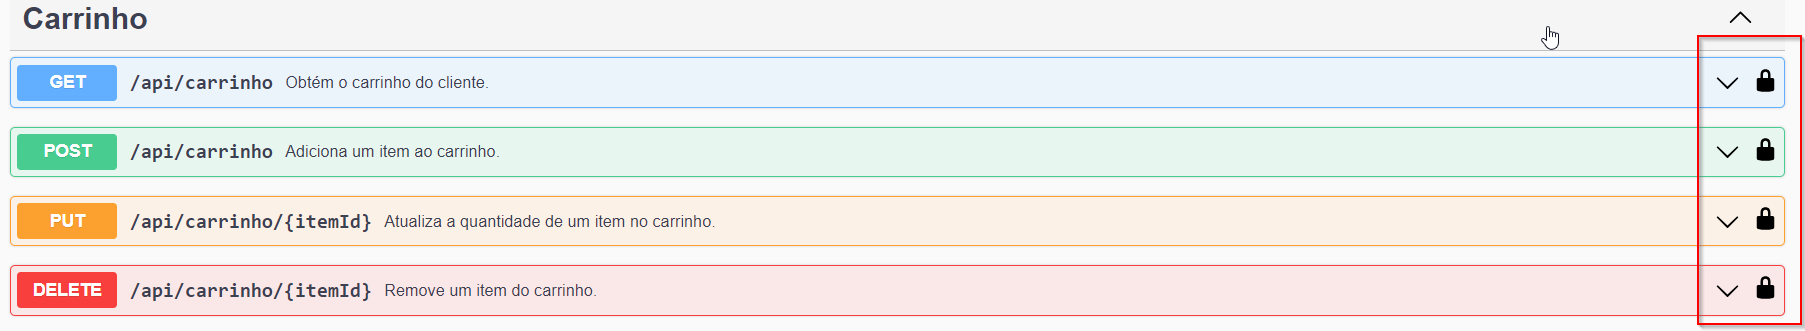 Carrinho
GET /api/carrinho Obtém o carrinho do cliente.
POST /api/carrinho Adiciona um item ao carrinho.
PUT /api/carrinho/{itemId} Atualiza a quantidade de um item no carrinho.
DELETE /api/carrinho/{itemId} Remove um item do carrinho.